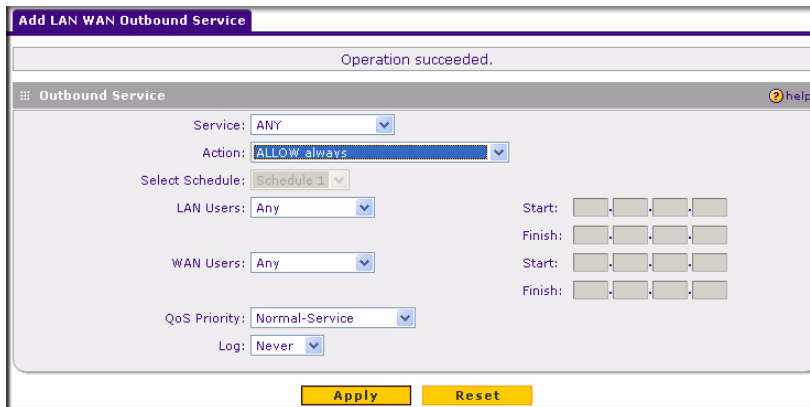 Add LAN WAN Outbound Service
Operation succeeded.
Outbound Service
? help
Service: ANY
Action: ALLOW always
Select Schedule: Schedule 1
LAN Users: Any Start: . . .
Finish: . . .
WAN Users: Any Start: . . .
Finish: . . .
QoS Priority: Normal-Service
Log: Never
Apply Reset